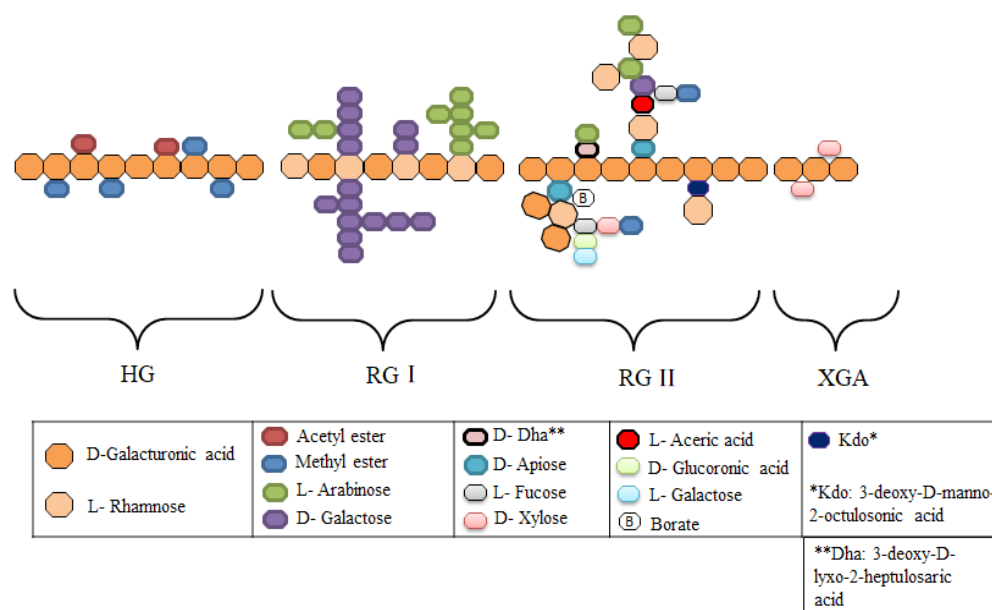 B
HG
RG I
RG II
XGA
D-Galacturonic acid
L- Rhamnose
Acetyl ester
Methyl ester
L- Arabinose
D- Galactose
D- Dha**
D- Apiose
L- Fucose
D- Xylose
L- Aceric acid
D- Glucoronic acid
L- Galactose
B Borate
Kdo*
*Kdo: 3-deoxy-D-manno-
2-octulosonic acid
**Dha: 3-deoxy-D-
lyxo-2-heptulosaric
acid